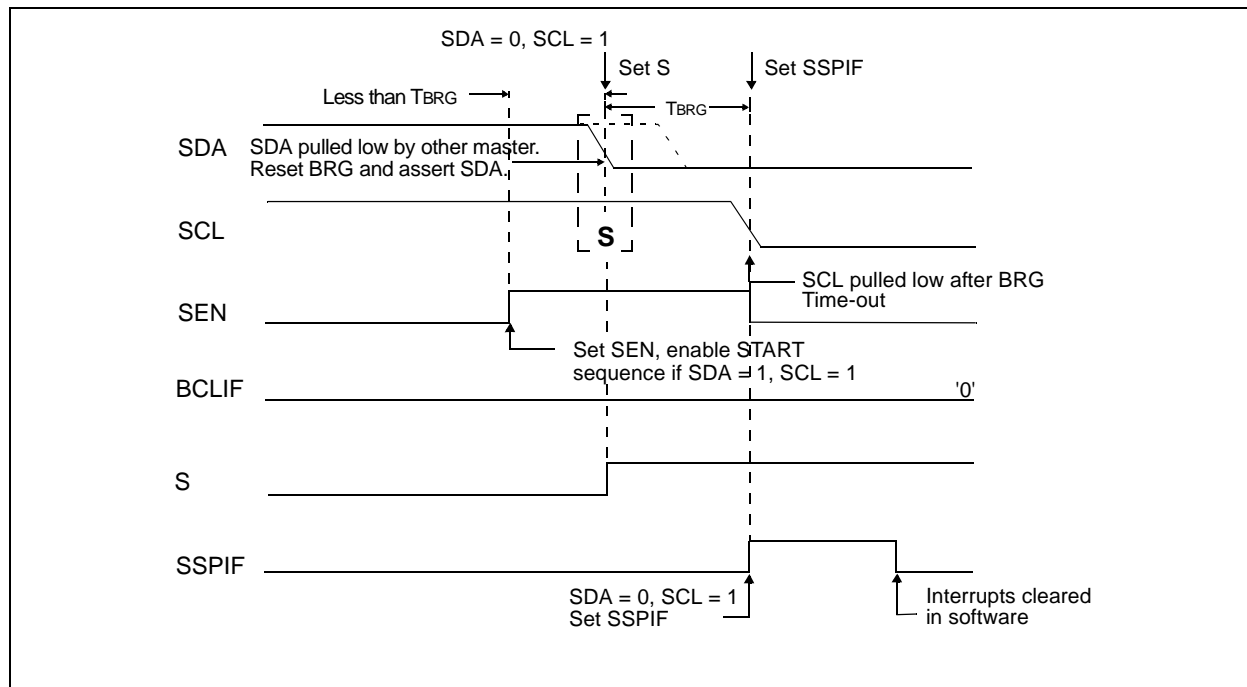 SDA = 0, SCL = 1
Set S
Set SSPIF
Less than TBRG
TBRG
SDA
SDA pulled low by other master.
Reset BRG and assert SDA.
SCL
S
SCL pulled low after BRG
Time-out
SEN
Set SEN, enable START
sequence if SDA = 1, SCL = 1
BCLIF
'0'
S
SSPIF
SDA = 0, SCL = 1
Set SSPIF
Interrupts cleared
in software